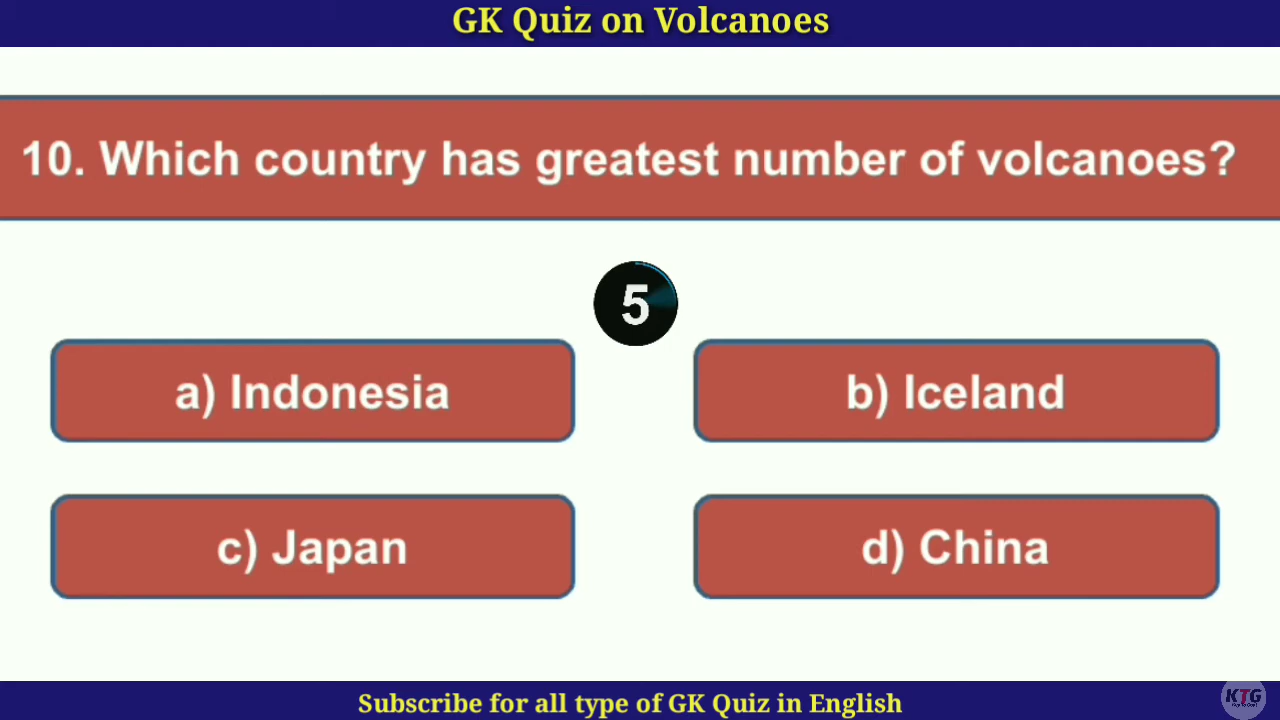 GK Quiz on Volcanoes
10. Which country has greatest number of volcanoes?
5
a) Indonesia
b) Iceland
c) Japan
d) China
Subscribe for all type of GK Quiz in English
KTG